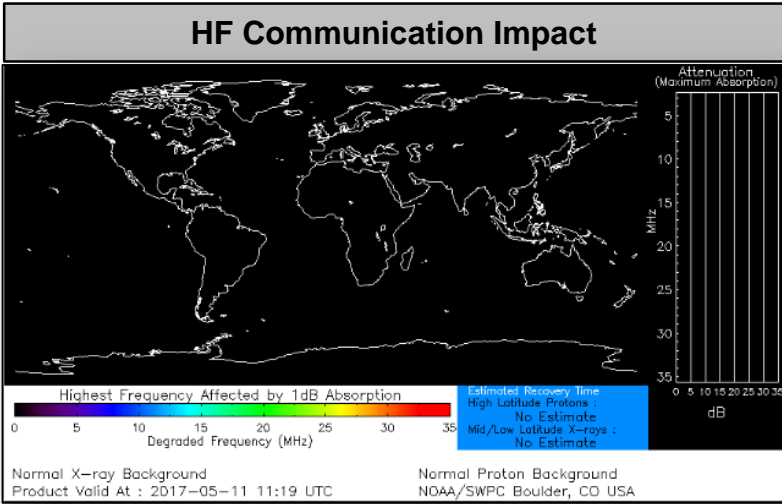 HF Communication Impact
Attenuation
(Maximum Absorption)
5
10
15
MHz
20
25
30
35
0 5 10 15 20 25 30 35
dB
Highest Frequency Affected by 1dB Absorption
0 5 10 15 20 25 30 35
Degraded Frequency (MHz)
Estimated Recovery Time
High Latitude Protons :
No Estimate
Mid/Low Latitude X-rays :
No Estimate
Normal X-ray Background
Normal Proton Background
Product Valid At : 2017-05-11 11:19 UTC
NOAA/SWPC Boulder, CO USA